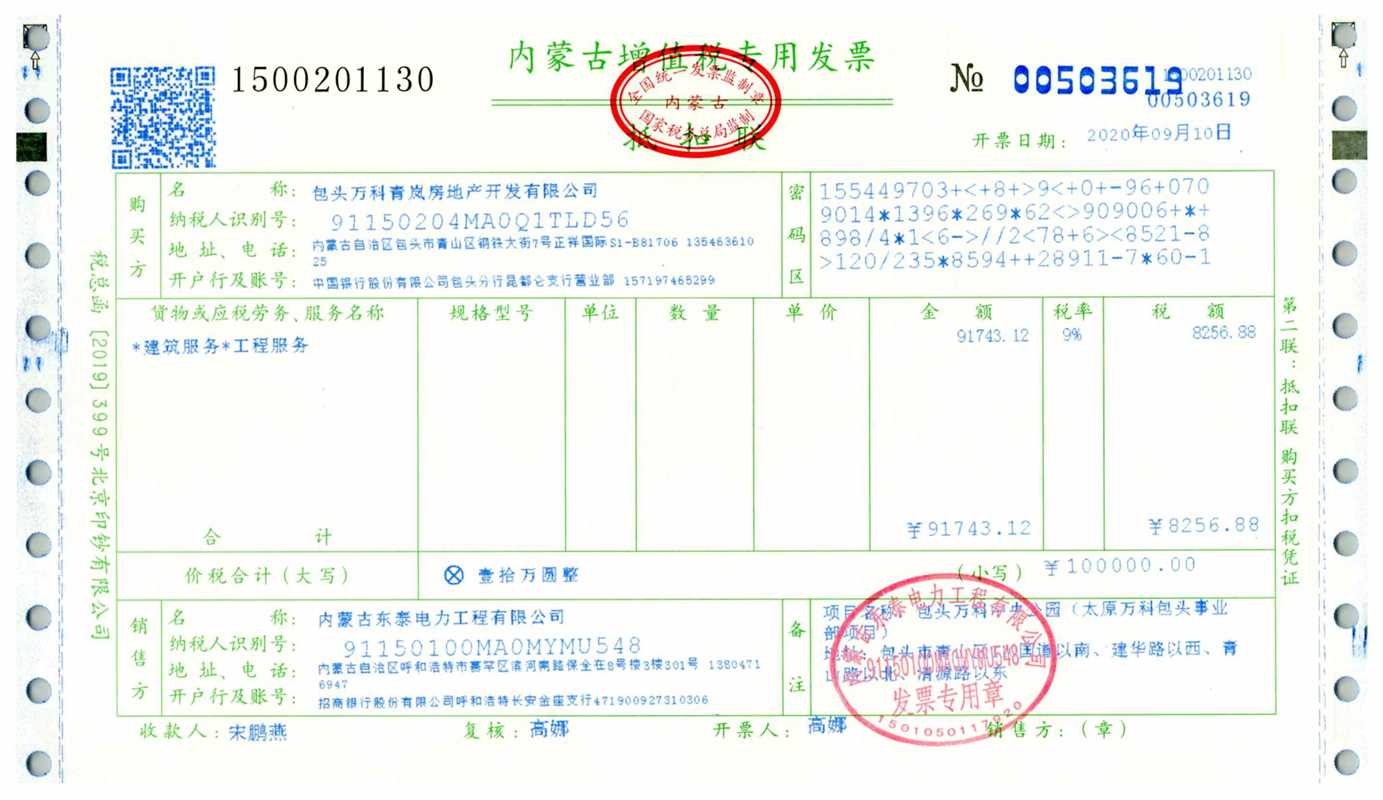 1500201130
内蒙古增值税专用发票
抵扣联
全国统一发票监制章
内蒙古
国家税务总局监制
№ 00503619
1500201130
00503619
开票日期: 2020年09月10日
税总函[2019]399号北京印钞有限公司
购买方
名称: 包头万科青岚房地产开发有限公司
纳税人识别号: 91150204MA0Q1TLD56
地址、电话: 内蒙古自治区包头市青山区钢铁大街7号正祥国际S1-B81706 135463610
25
开户行及账号: 中国银行股份有限公司包头分行昆都仑支行营业部 157197465299
密码区
155449703+<+8+>9<+0+-96+070
9014*1396*269*62<>909006+*+
898/4*1<6->//2<78+6><8521-8
>120/235*8594++28911-7*60-1
货物或应税劳务、服务名称 规格型号 单位 数量 单价 金额 税率 税额
*建筑服务*工程服务 91743.12 9% 8256.88
合计 ¥91743.12 ¥8256.88
价税合计(大写) ⊗ 壹拾万圆整 (小写) ¥100000.00
销售方
名称: 内蒙古东泰电力工程有限公司
纳税人识别号: 91150100MA0MYMU548
地址、电话: 内蒙古自治区呼和浩特市赛罕区滨河南路保全庄8号楼3楼301号 1380471
6947
开户行及账号: 招商银行股份有限公司呼和浩特长安金座支行471900927310306
备注
项目名称: 包头万科中央公园(太原万科包头事业
部项目)
地址: 包头市青国道以南、建华路以西、青
山路以北、清源路以东
内蒙古东泰电力工程有限公司
91150100MA0MYMU548
发票专用章
收款人: 宋鹏燕 复核: 高娜 开票人: 高娜 销售方:(章)
第二联:抵扣联 购买方扣税凭证